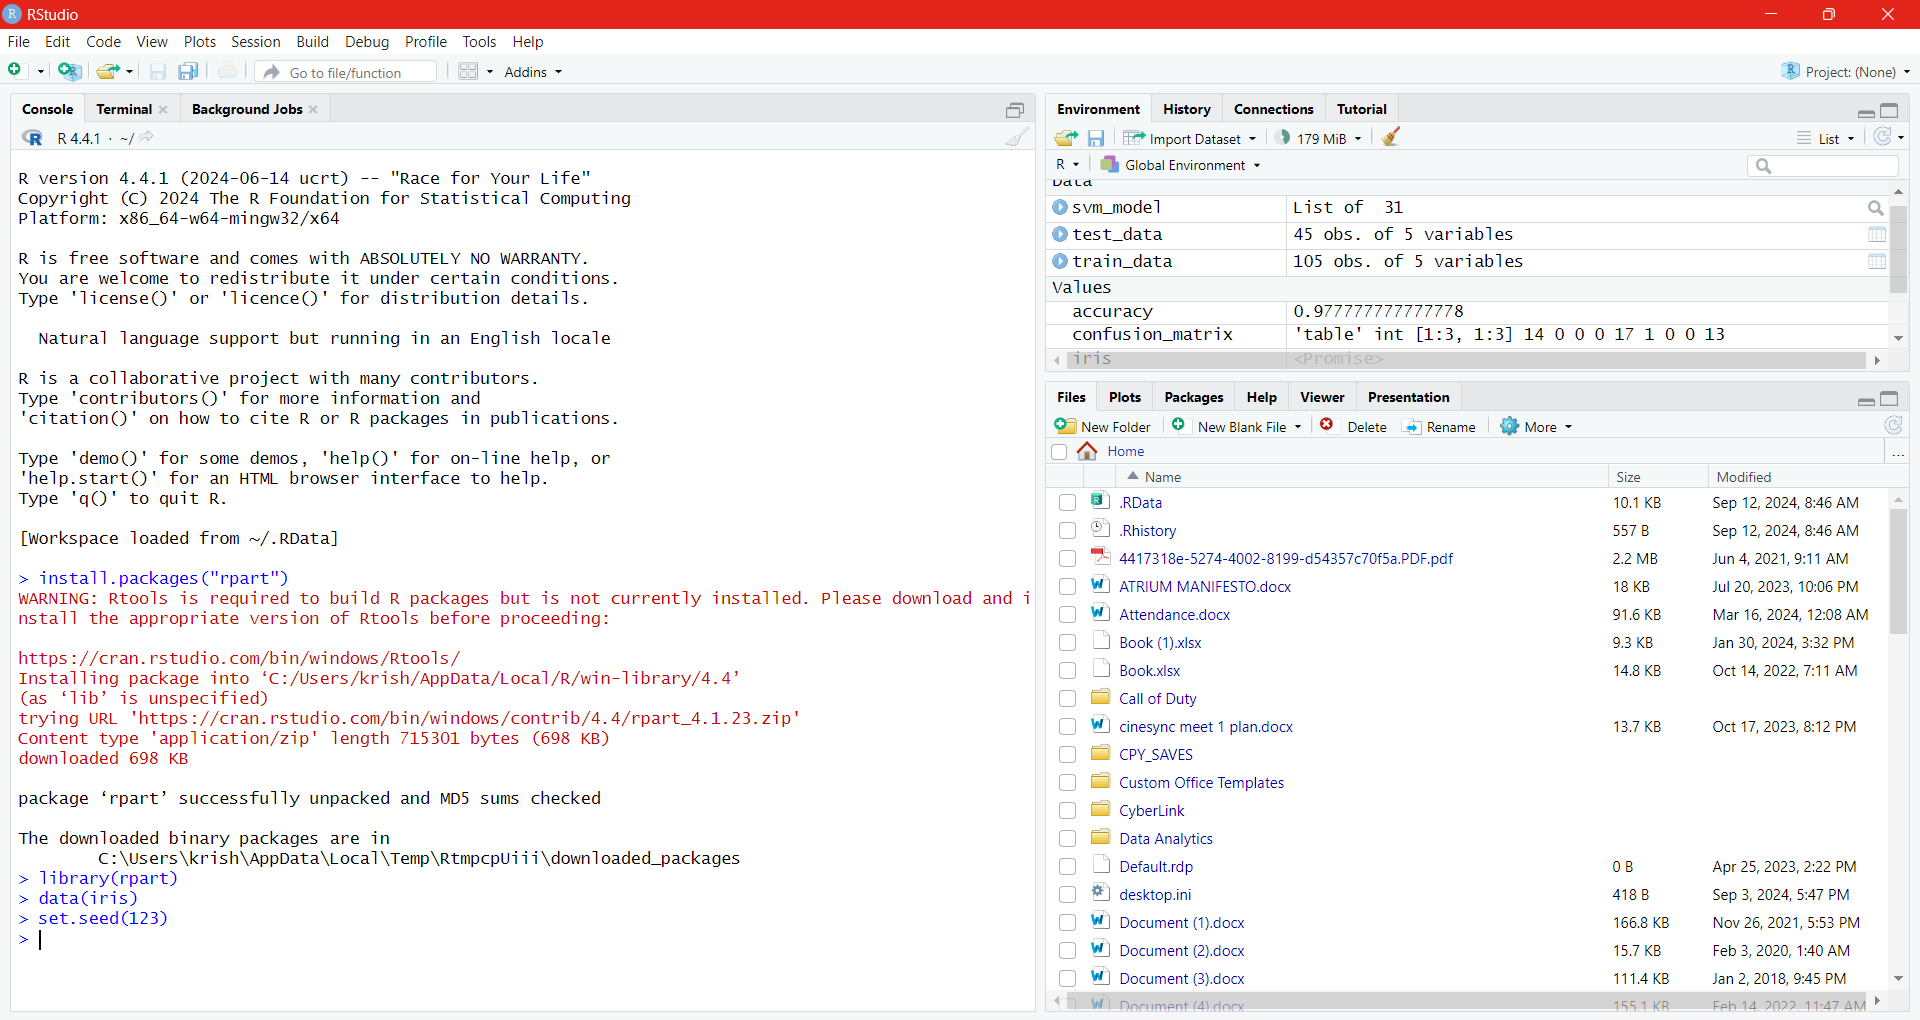 RStudio
File Edit Code View Plots Session Build Debug Profile Tools Help
Go to file/function Addins Project: (None)
Console Terminal Background Jobs
R 4.4.1 · ~/
R version 4.4.1 (2024-06-14 ucrt) -- "Race for Your Life"
Copyright (C) 2024 The R Foundation for Statistical Computing
Platform: x86_64-w64-mingw32/x64
R is free software and comes with ABSOLUTELY NO WARRANTY.
You are welcome to redistribute it under certain conditions.
Type 'license()' or 'licence()' for distribution details.
Natural language support but running in an English locale
R is a collaborative project with many contributors.
Type 'contributors()' for more information and
'citation()' on how to cite R or R packages in publications.
Type 'demo()' for some demos, 'help()' for on-line help, or
'help.start()' for an HTML browser interface to help.
Type 'q()' to quit R.
[Workspace loaded from ~/.RData]
> install.packages("rpart")
WARNING: Rtools is required to build R packages but is not currently installed. Please download and i
nstall the appropriate version of Rtools before proceeding:
https://cran.rstudio.com/bin/windows/Rtools/
Installing package into ‘C:/Users/krish/AppData/Local/R/win-library/4.4’
(as ‘lib’ is unspecified)
trying URL 'https://cran.rstudio.com/bin/windows/contrib/4.4/rpart_4.1.23.zip'
Content type 'application/zip' length 715301 bytes (698 KB)
downloaded 698 KB
package ‘rpart’ successfully unpacked and MD5 sums checked
The downloaded binary packages are in
C:\Users\krish\AppData\Local\Temp\RtmpcpUiii\downloaded_packages
> library(rpart)
> data(iris)
> set.seed(123)
>
Environment History Connections Tutorial
Import Dataset 179 MiB List
R Global Environment
Data
svm_model List of 31
test_data 45 obs. of 5 variables
train_data 105 obs. of 5 variables
Values
accuracy 0.977777777777778
confusion_matrix 'table' int [1:3, 1:3] 14 0 0 0 17 1 0 0 13
iris <Promise>
Files Plots Packages Help Viewer Presentation
New Folder New Blank File Delete Rename More
Home ...
Name Size Modified
.RData 10.1 KB Sep 12, 2024, 8:46 AM
.Rhistory 557 B Sep 12, 2024, 8:46 AM
4417318e-5274-4002-8199-d54357c70f5a.PDF.pdf 2.2 MB Jun 4, 2021, 9:11 AM
ATRIUM MANIFESTO.docx 18 KB Jul 20, 2023, 10:06 PM
Attendance.docx 91.6 KB Mar 16, 2024, 12:08 AM
Book (1).xlsx 9.3 KB Jan 30, 2024, 3:32 PM
Book.xlsx 14.8 KB Oct 14, 2022, 7:11 AM
Call of Duty
cinesync meet 1 plan.docx 13.7 KB Oct 17, 2023, 8:12 PM
CPY_SAVES
Custom Office Templates
CyberLink
Data Analytics
Default.rdp 0 B Apr 25, 2023, 2:22 PM
desktop.ini 418 B Sep 3, 2024, 5:47 PM
Document (1).docx 166.8 KB Nov 26, 2021, 5:53 PM
Document (2).docx 15.7 KB Feb 3, 2020, 1:40 AM
Document (3).docx 111.4 KB Jan 2, 2018, 9:45 PM
Document (4).docx 155.1 KB Feb 14, 2022, 11:47 AM